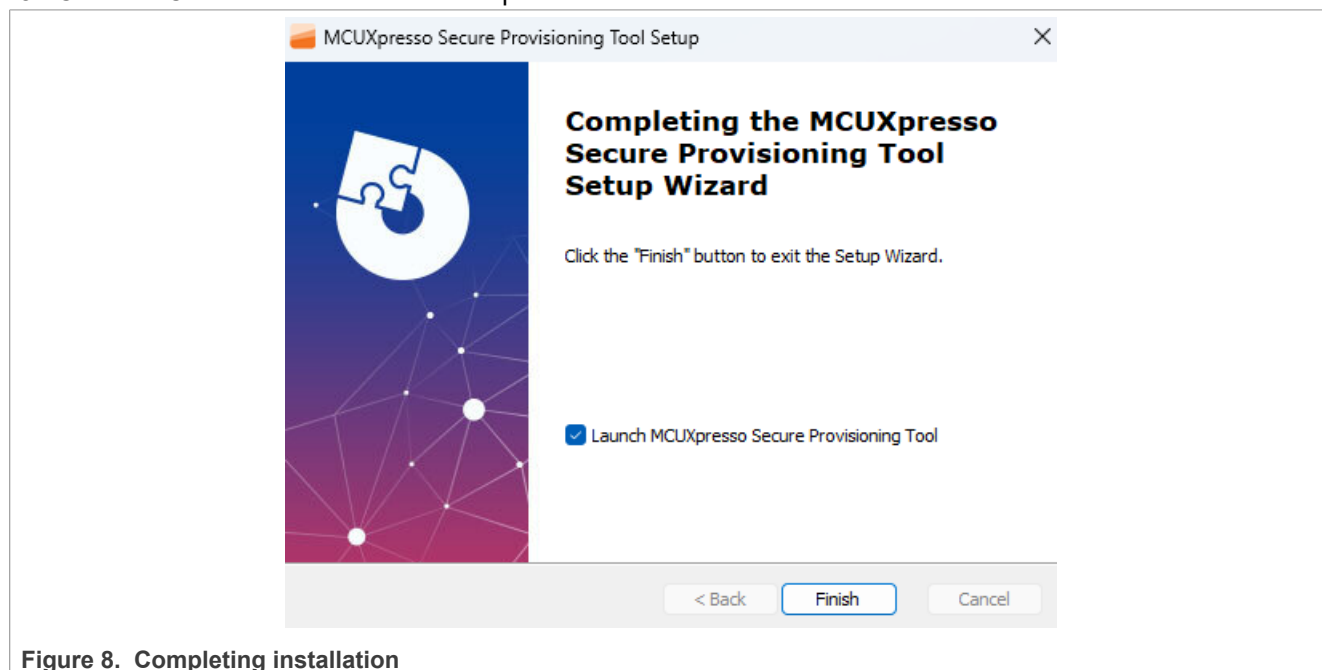 MCUXpresso Secure Provisioning Tool Setup
Completing the MCUXpresso
Secure Provisioning Tool
Setup Wizard
Click the "Finish" button to exit the Setup Wizard.
Launch MCUXpresso Secure Provisioning Tool
< Back Finish Cancel
Figure 8. Completing installation